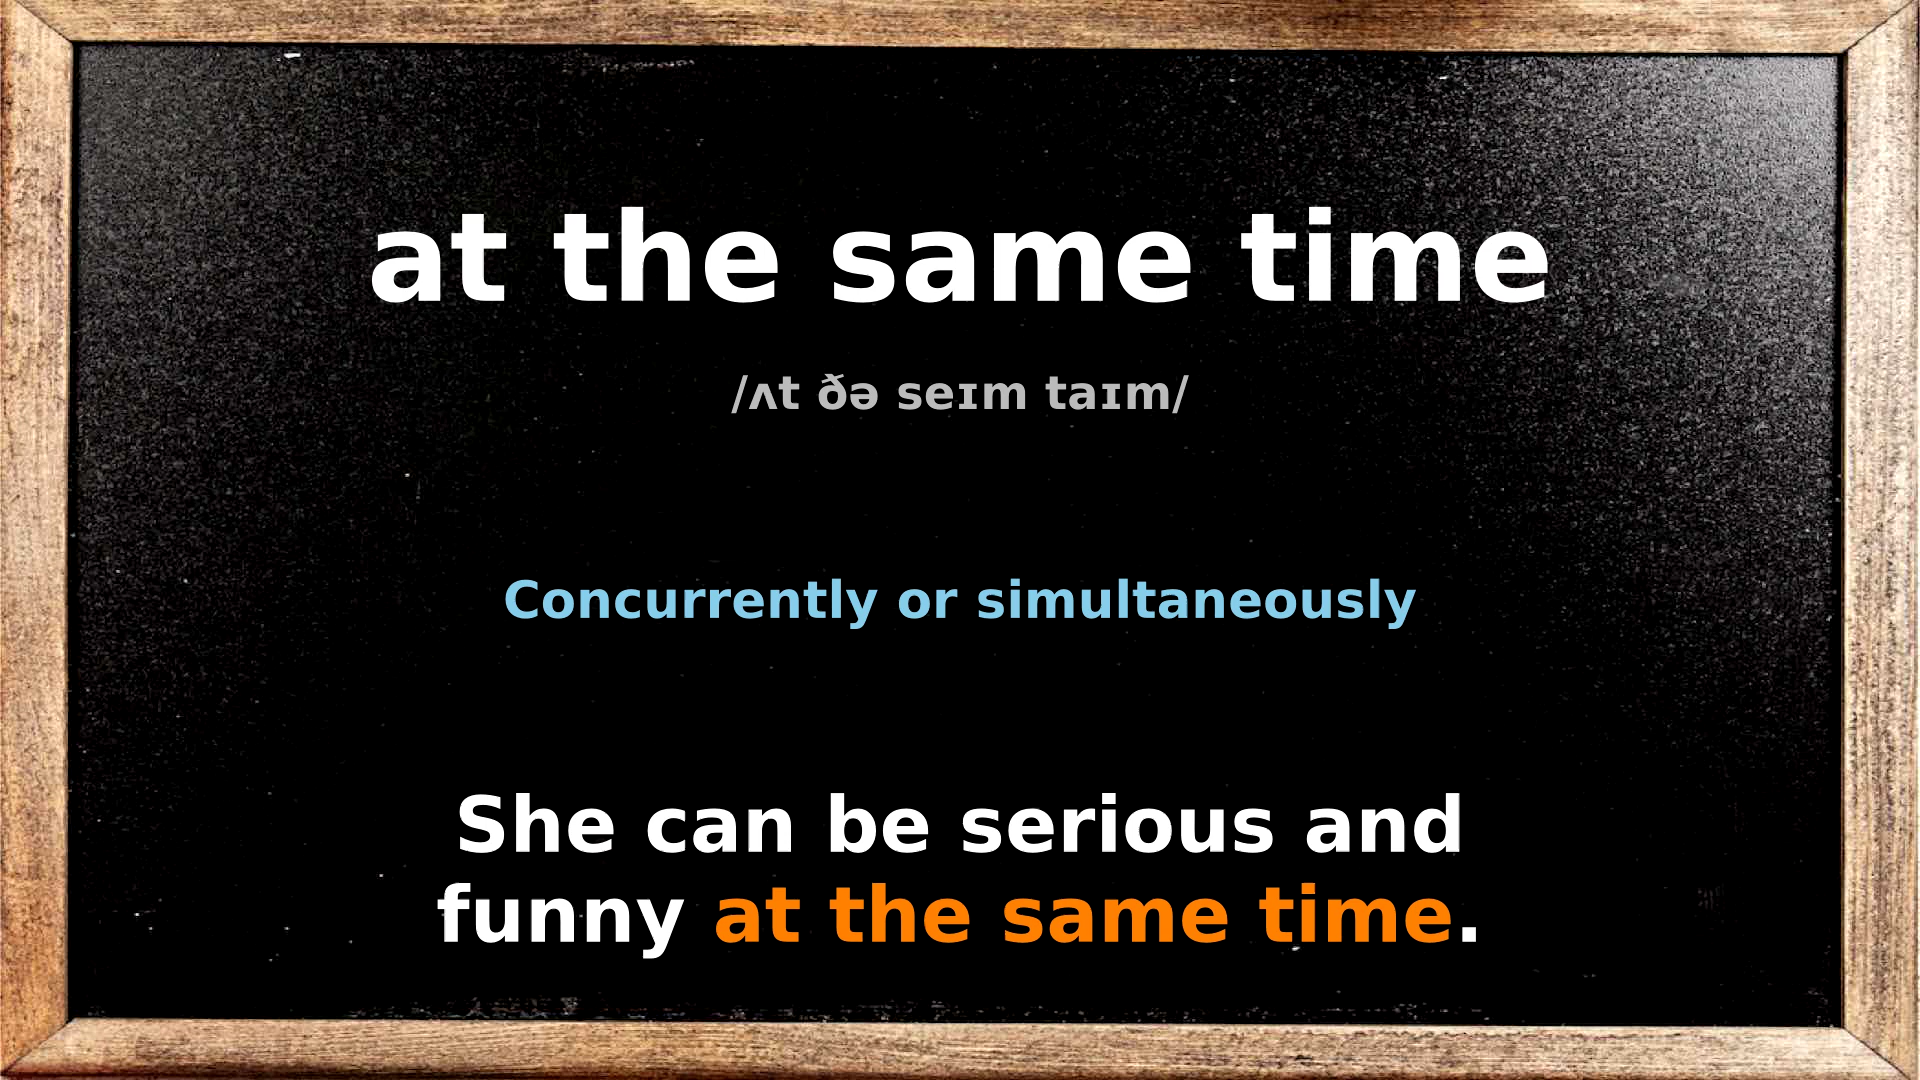 at the same time
/ʌt ðə seɪm taɪm/
Concurrently or simultaneously
She can be serious and
funny at the same time.